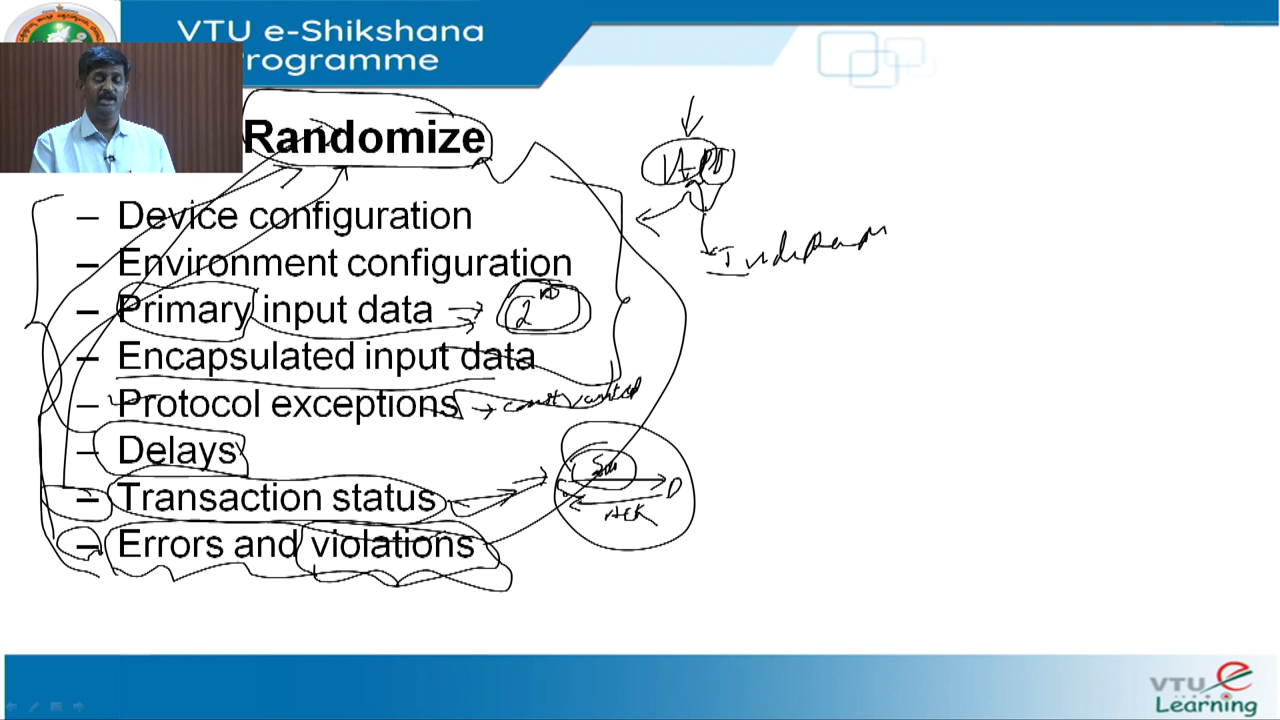 VTU e-Shikshana
Programme
Randomize
– Device configuration
– Environment configuration
– Primary input data → 2nd
– Encapsulated input data
– Protocol exceptions →
– Delays
– Transaction status
– Errors and violations
D
ACK
VTU
e
Learning